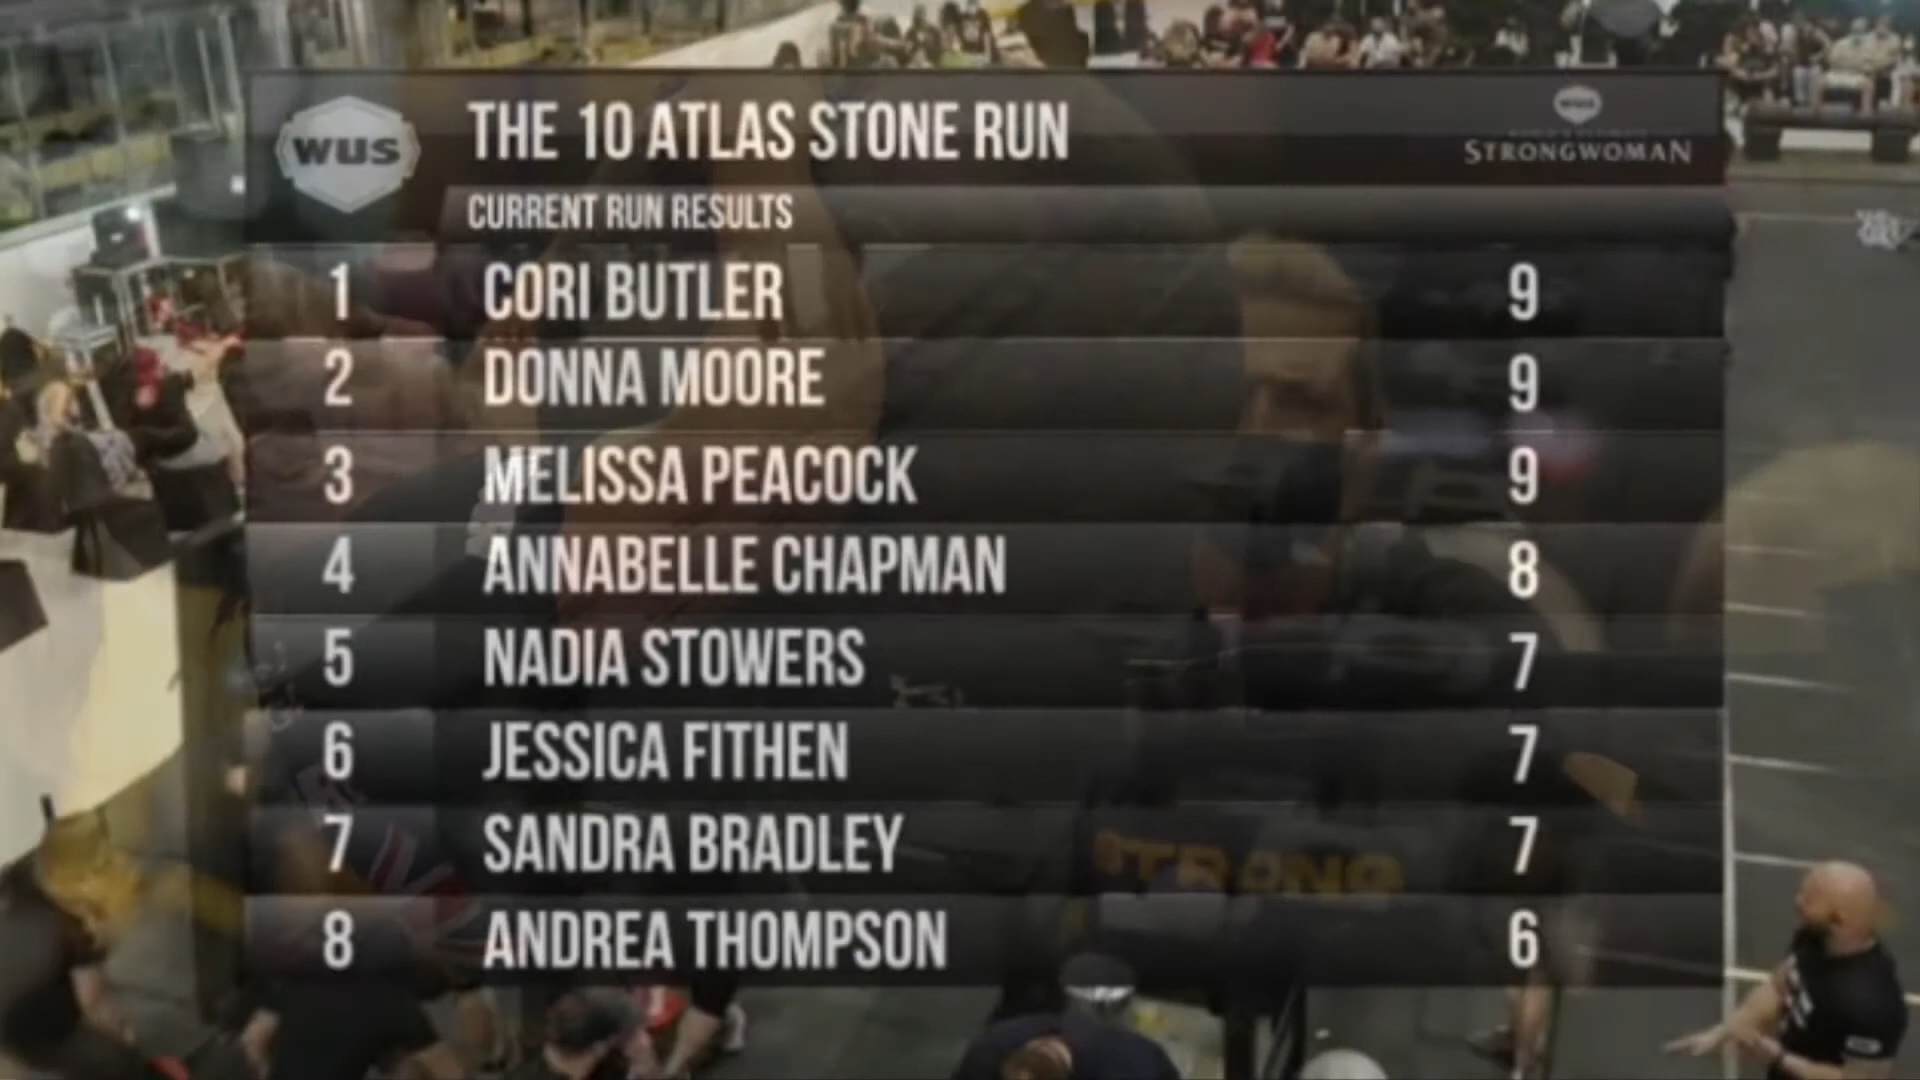 WUS
THE 10 ATLAS STONE RUN
WUS
STRONGWOMAN
CURRENT RUN RESULTS
1 CORI BUTLER 9
2 DONNA MOORE 9
3 MELISSA PEACOCK 9
4 ANNABELLE CHAPMAN 8
5 NADIA STOWERS 7
6 JESSICA FITHEN 7
7 SANDRA BRADLEY 7
8 ANDREA THOMPSON 6
STRONG